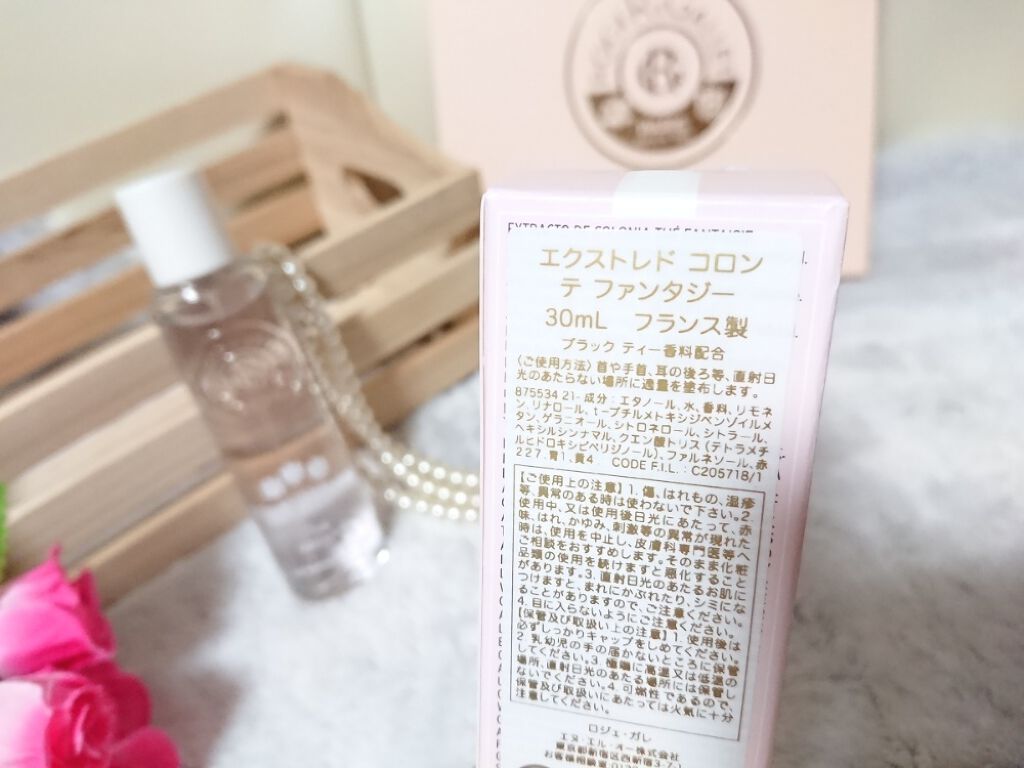 EXTRACTO DE COLONIA THÉ FANTAISIE
エクストレド コロン
テ ファンタジー
30mL フランス製
ブラック ティー香料配合
〈ご使用方法〉首や手首、耳の後ろ等、直射日
光のあたらない場所に適量を塗布します。
875534 21- 成分：エタノール、水、香料、リモネ
ン、リナロール、t-ブチルメトキシジベンゾイルメ
タン、ゲラニオール、シトロネロール、シトラール、
ヘキシルシンナマル、クエン酸トリス(テトラメチ
ルヒドロキシピペリジノール)、ファルネソール、赤
227、青1、黄4 CODE F.I.L. : C205718/1
【ご使用上の注意】1. 傷、はれもの、湿疹
等、異常のある時は使わないで下さい。2.
使用中、又は使用後日光にあたって、赤
味、はれ、かゆみ、刺激等の異常が現れた
時は、使用を中止し、皮膚科専門医等へ
ご相談をおすすめします。そのまま化粧
品類の使用を続けますと悪化すること
があります。3. 直射日光のあたるお肌に
つけますと、まれにかぶれたり、シミにな
ることがありますので、ご注意ください。
4. 目に入らないようにご注意ください。
【保管及び取扱い上の注意】1. 使用後は
必ずしっかりキャップをしめてください。
2. 乳幼児の手の届かないところに保管
してください。3. 極端に高温又は低温の
場所、直射日光のあたる場所には保管し
ないでください。4. 可燃性であるので、
保管及び取扱いにあたっては火気に十分
注意してください。
ロジェ・ガレ
エヌ・エル・オー株式会社
東京都新宿区西新宿3-7-1